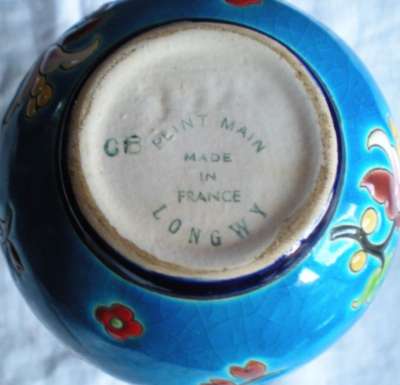 CB PEINT MAIN
MADE
IN
FRANCE
LONGWY